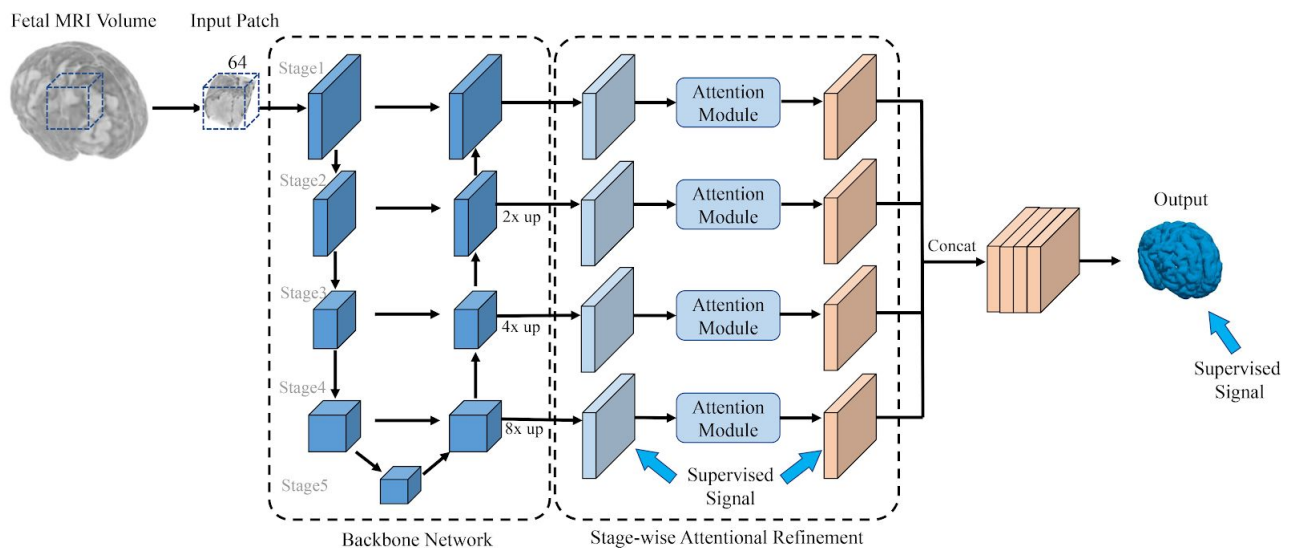 Fetal MRI Volume
Input Patch
64
Stage1
Attention
Module
Stage2
2x up
Attention
Module
Output
Concat
Stage3
4x up
Attention
Module
Supervised
Signal
Stage4
8x up
Attention
Module
Stage5
Supervised
Signal
Backbone Network
Stage-wise Attentional Refinement